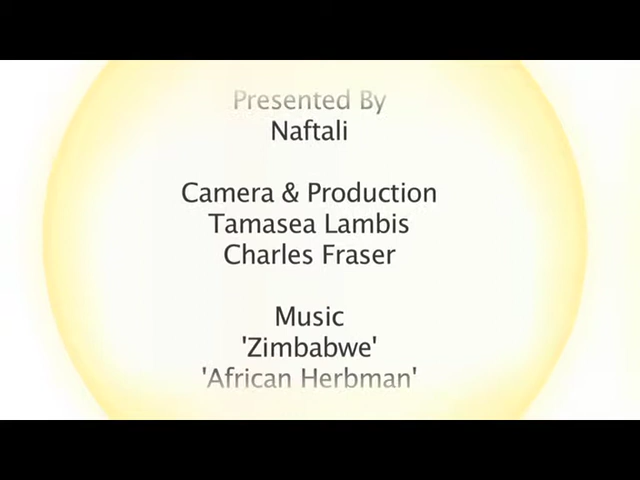 Presented By
Naftali
Camera & Production
Tamasea Lambis
Charles Fraser
Music
'Zimbabwe'
'African Herbman'